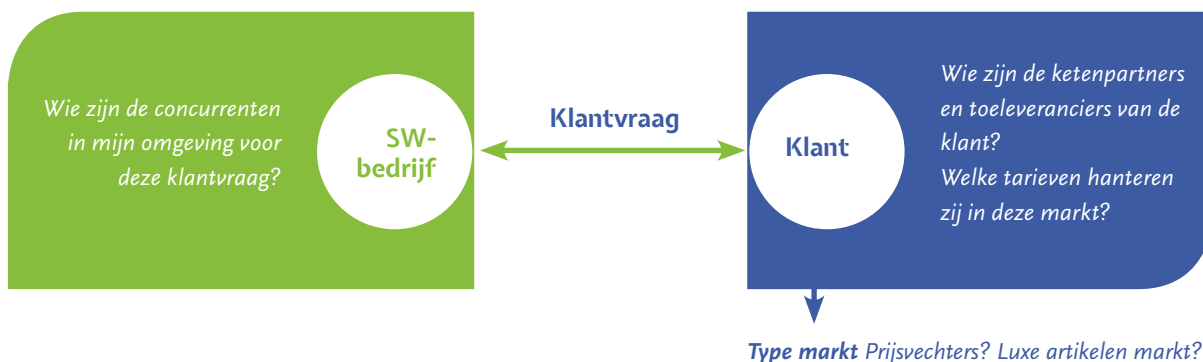 Wie zijn de concurrenten
in mijn omgeving voor
deze klantvraag?
SW-
bedrijf
Klantvraag
Klant
Wie zijn de ketenpartners
en toeleveranciers van de
klant?
Welke tarieven hanteren
zij in deze markt?
Type markt Prijsvechters? Luxe artikelen markt?